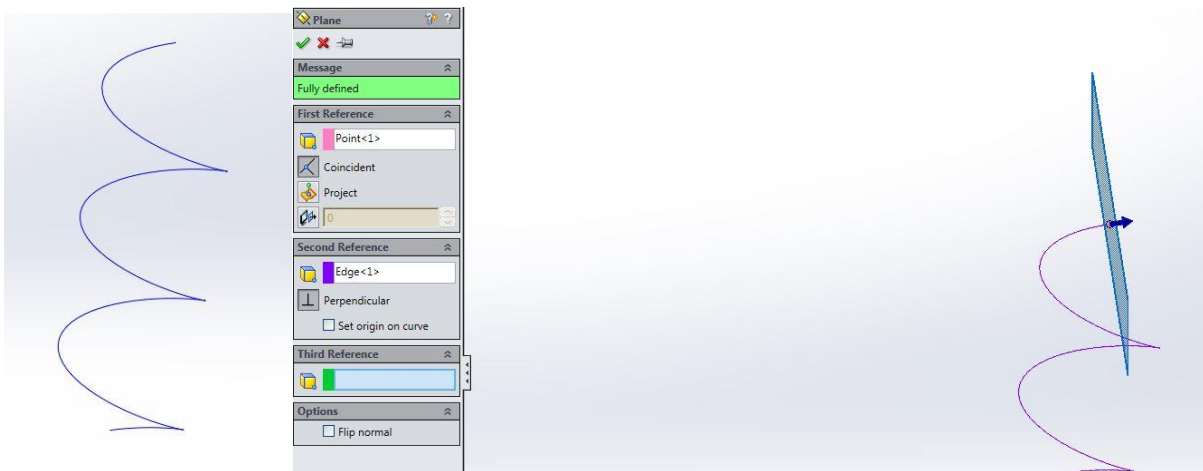 Plane
Message
Fully defined
First Reference
Point<1>
Coincident
Project
0
Second Reference
Edge<1>
Perpendicular
Set origin on curve
Third Reference
Options
Flip normal